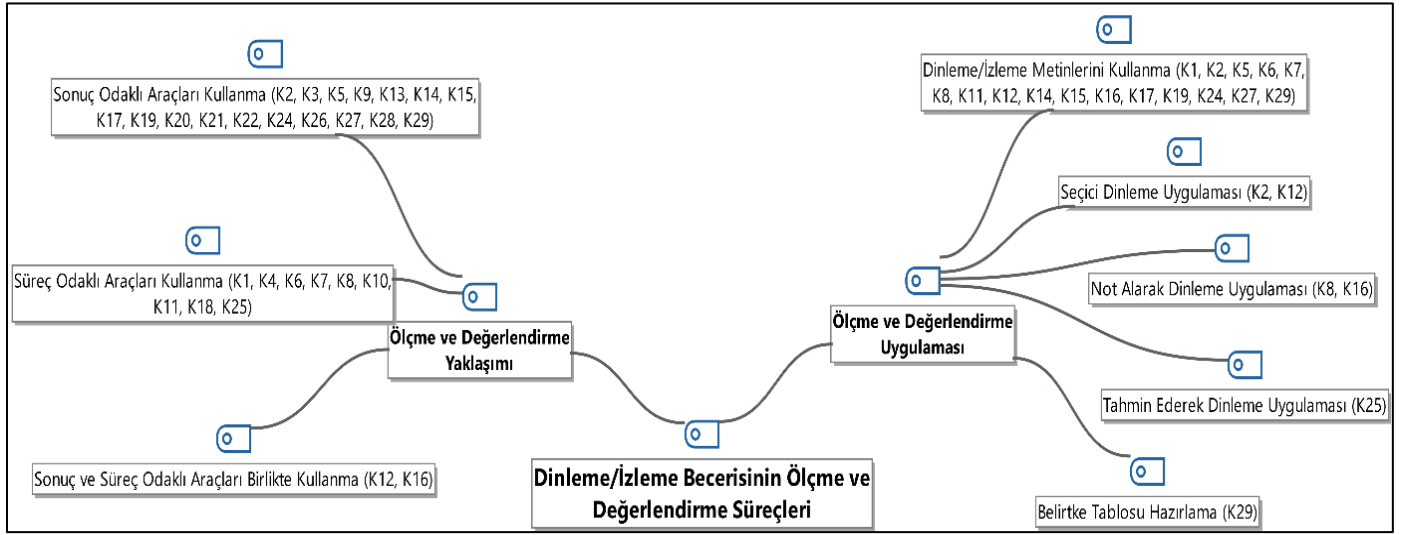 Sonuç Odaklı Araçları Kullanma (K2, K3, K5, K9, K13, K14, K15,
K17, K19, K20, K21, K22, K24, K26, K27, K28, K29)
Süreç Odaklı Araçları Kullanma (K1, K4, K6, K7, K8, K10,
K11, K18, K25)
Ölçme ve Değerlendirme
Yaklaşımı
Sonuç ve Süreç Odaklı Araçları Birlikte Kullanma (K12, K16)
Dinleme/İzleme Becerisinin Ölçme ve
Değerlendirme Süreçleri
Dinleme/İzleme Metinlerini Kullanma (K1, K2, K5, K6, K7,
K8, K11, K12, K14, K15, K16, K17, K19, K24, K27, K29)
Seçici Dinleme Uygulaması (K2, K12)
Not Alarak Dinleme Uygulaması (K8, K16)
Ölçme ve Değerlendirme
Uygulaması
Tahmin Ederek Dinleme Uygulaması (K25)
Belirtke Tablosu Hazırlama (K29)